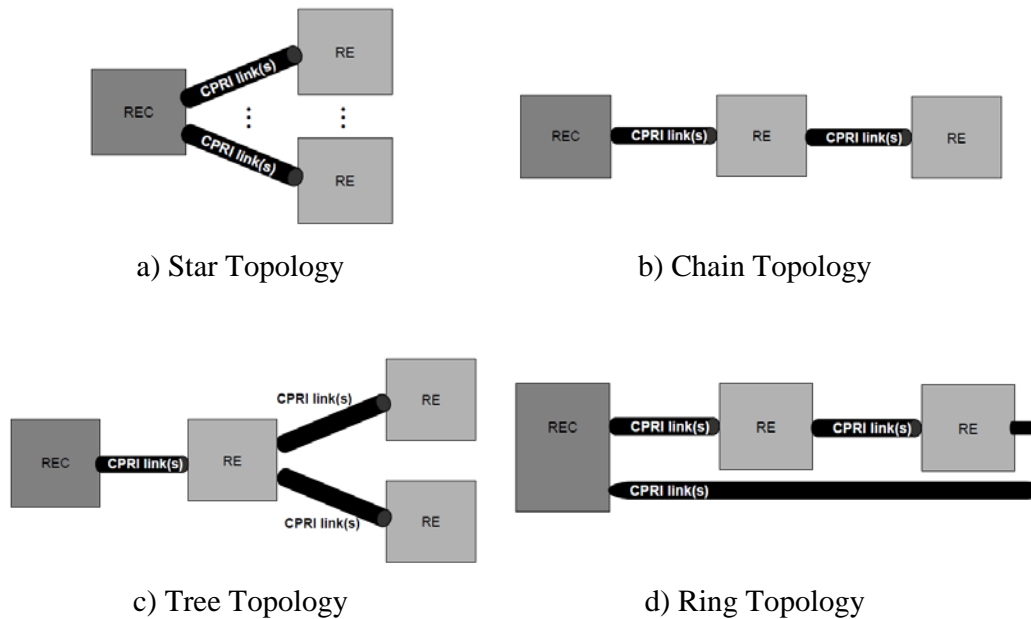 REC
CPRI link(s)
CPRI link(s)
RE
RE
a) Star Topology
REC
CPRI link(s)
RE
CPRI link(s)
RE
b) Chain Topology
REC
CPRI link(s)
RE
CPRI link(s)
CPRI link(s)
RE
RE
c) Tree Topology
REC
CPRI link(s)
RE
CPRI link(s)
RE
CPRI link(s)
d) Ring Topology